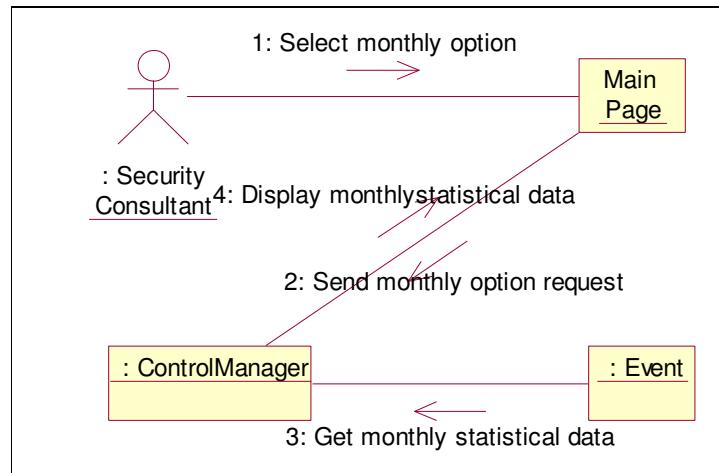 1: Select monthly option
Main
Page
: Security
Consultant
4: Display monthlystatistical data
2: Send monthly option request
: ControlManager
: Event
3: Get monthly statistical data